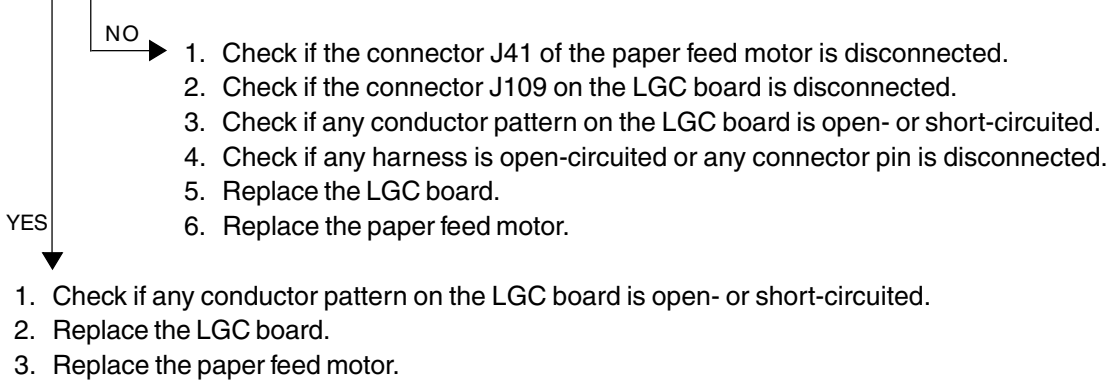 NO
1. Check if the connector J41 of the paper feed motor is disconnected.
2. Check if the connector J109 on the LGC board is disconnected.
3. Check if any conductor pattern on the LGC board is open- or short-circuited.
4. Check if any harness is open-circuited or any connector pin is disconnected.
5. Replace the LGC board.
6. Replace the paper feed motor.
YES
1. Check if any conductor pattern on the LGC board is open- or short-circuited.
2. Replace the LGC board.
3. Replace the paper feed motor.